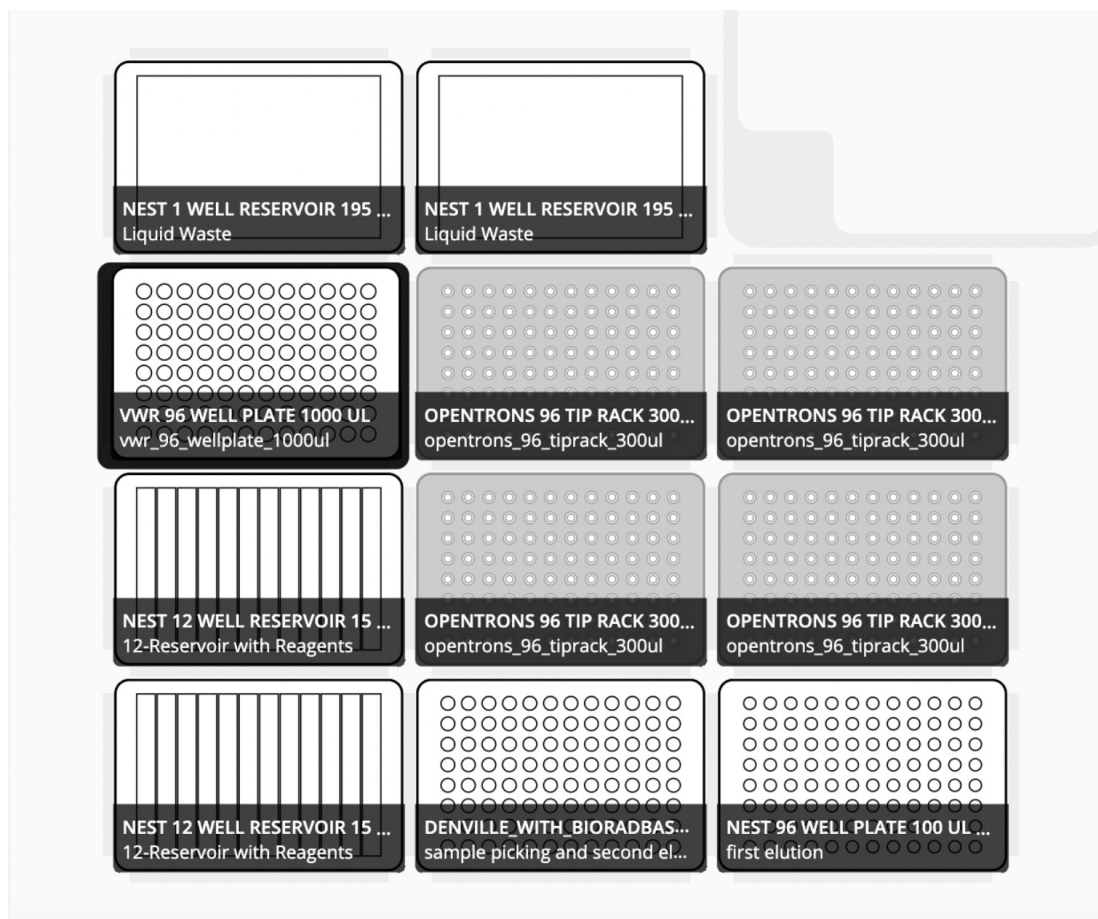 NEST 1 WELL RESERVOIR 195 ...
Liquid Waste
NEST 1 WELL RESERVOIR 195 ...
Liquid Waste
VWR 96 WELL PLATE 1000 UL
vwr_96_wellplate_1000ul
OPENTRONS 96 TIP RACK 300...
opentrons_96_tiprack_300ul
OPENTRONS 96 TIP RACK 300...
opentrons_96_tiprack_300ul
NEST 12 WELL RESERVOIR 15 ...
12-Reservoir with Reagents
OPENTRONS 96 TIP RACK 300...
opentrons_96_tiprack_300ul
OPENTRONS 96 TIP RACK 300...
opentrons_96_tiprack_300ul
NEST 12 WELL RESERVOIR 15 ...
12-Reservoir with Reagents
DENVILLE_WITH_BIORADBAS...
sample picking and second el...
NEST 96 WELL PLATE 100 UL ...
first elution